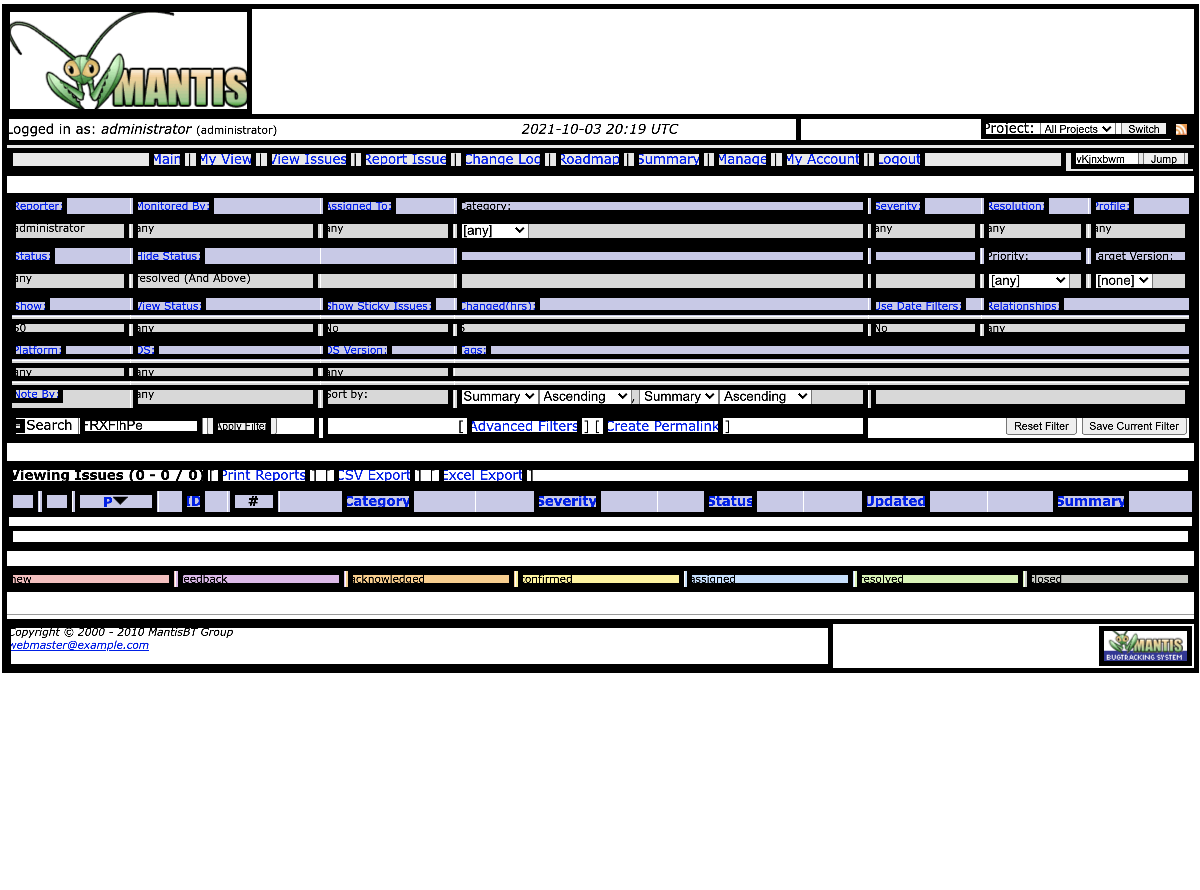 MANTIS
Logged in as: administrator (administrator) 2021-10-03 20:19 UTC Project: All Projects Switch
Main | My View | View Issues | Report Issue | Change Log | Roadmap | Summary | Manage | My Account | Logout vKjnxbwm Jump
Reporter: Monitored By: Assigned To: Category: Severity: Resolution: Profile:
administrator any any [any] any any any
Status: Hide Status: Priority: Target Version:
any resolved (And Above) [any] [none]
Show: View Status: Show Sticky Issues: Changed(hrs): Use Date Filters: Relationships:
50 any No 6 No any
Platform: OS: OS Version: Tags:
any any any
Note By: any Sort by: Summary Ascending , Summary Ascending
Search FRXFlhPe Apply Filter [ Advanced Filters ] [ Create Permalink ] Reset Filter Save Current Filter
Viewing Issues (0 - 0 / 0) [ Print Reports ] [ CSV Export ] [ Excel Export ]
P ID # Category Severity Status Updated Summary
new feedback acknowledged confirmed assigned resolved closed
Copyright © 2000 - 2010 MantisBT Group
webmaster@example.com
MANTIS
BUGTRACKING SYSTEM